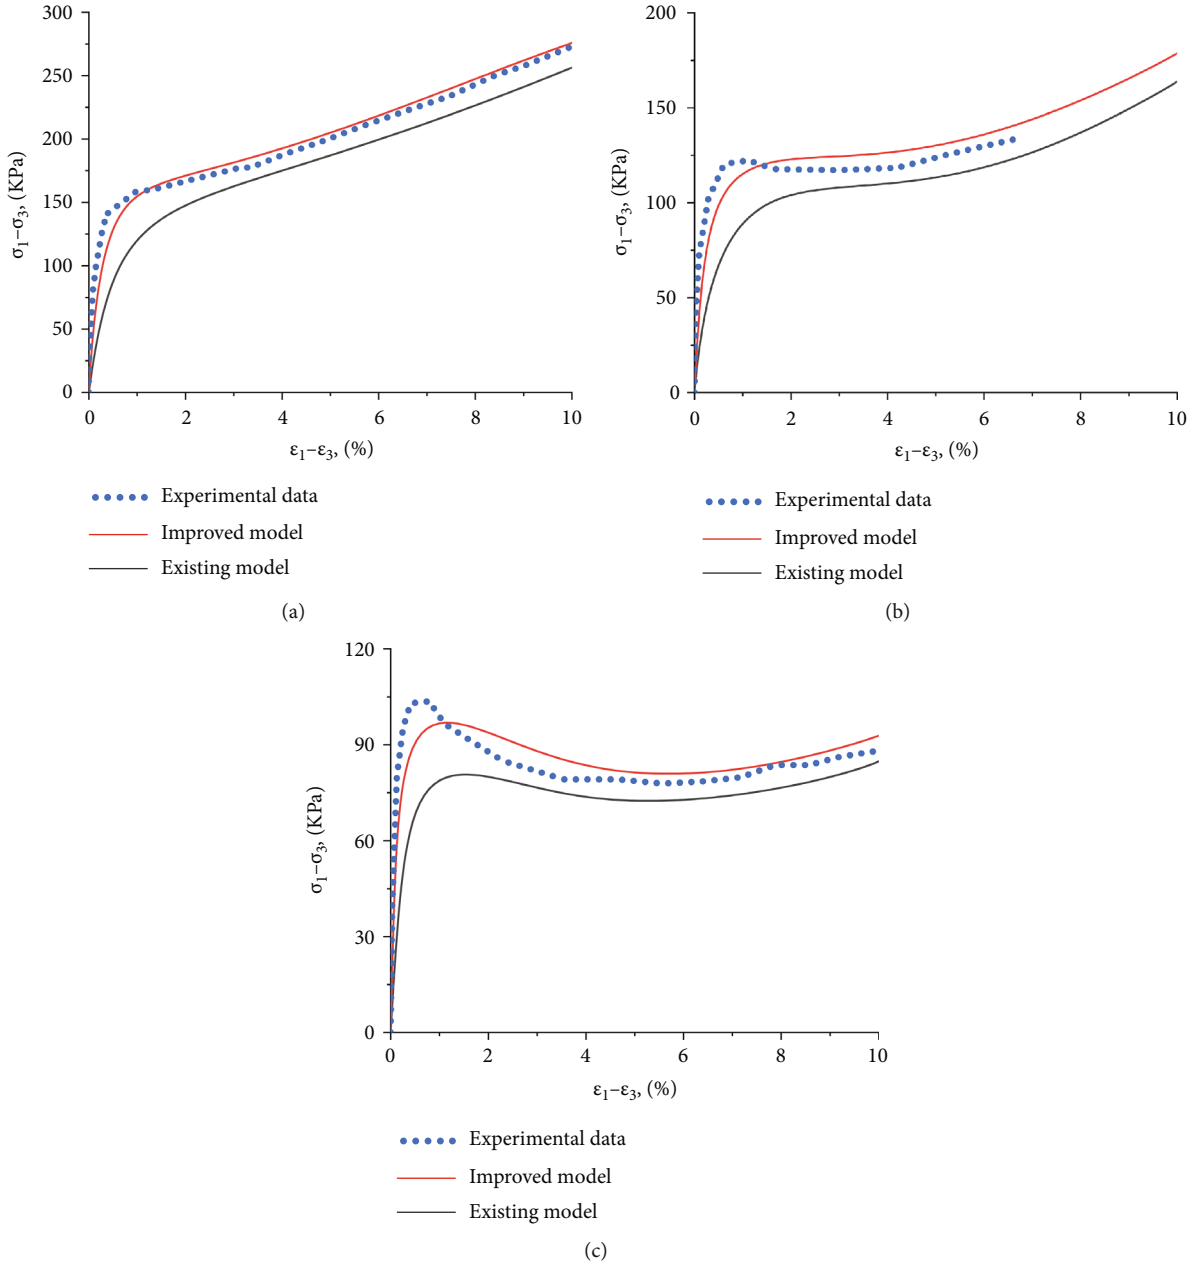 300
250
200
150
100
50
0
σ₁–σ₃, (KPa)
0 2 4 6 8 10
ε₁–ε₃, (%)
Experimental data
Improved model
Existing model
(a)
200
150
100
50
0
σ₁–σ₃, (KPa)
0 2 4 6 8 10
ε₁–ε₃, (%)
Experimental data
Improved model
Existing model
(b)
120
90
60
30
0
σ₁–σ₃, (KPa)
0 2 4 6 8 10
ε₁–ε₃, (%)
Experimental data
Improved model
Existing model
(c)